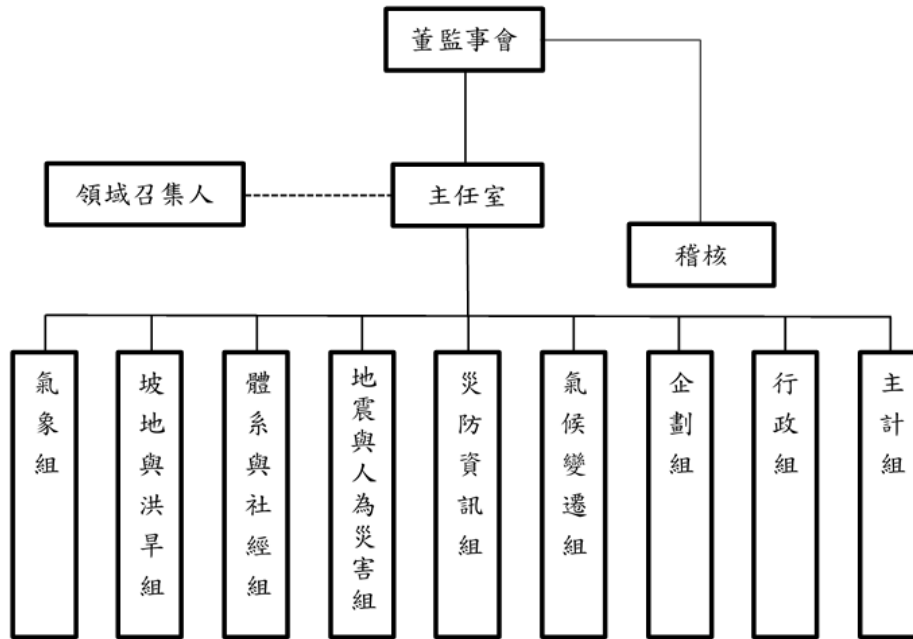 董監事會
領域召集人
主任室
稽核
氣象組
坡地與洪旱組
體系與社經組
地震與人為災害組
災防資訊組
氣候變遷組
企劃組
行政組
主計組